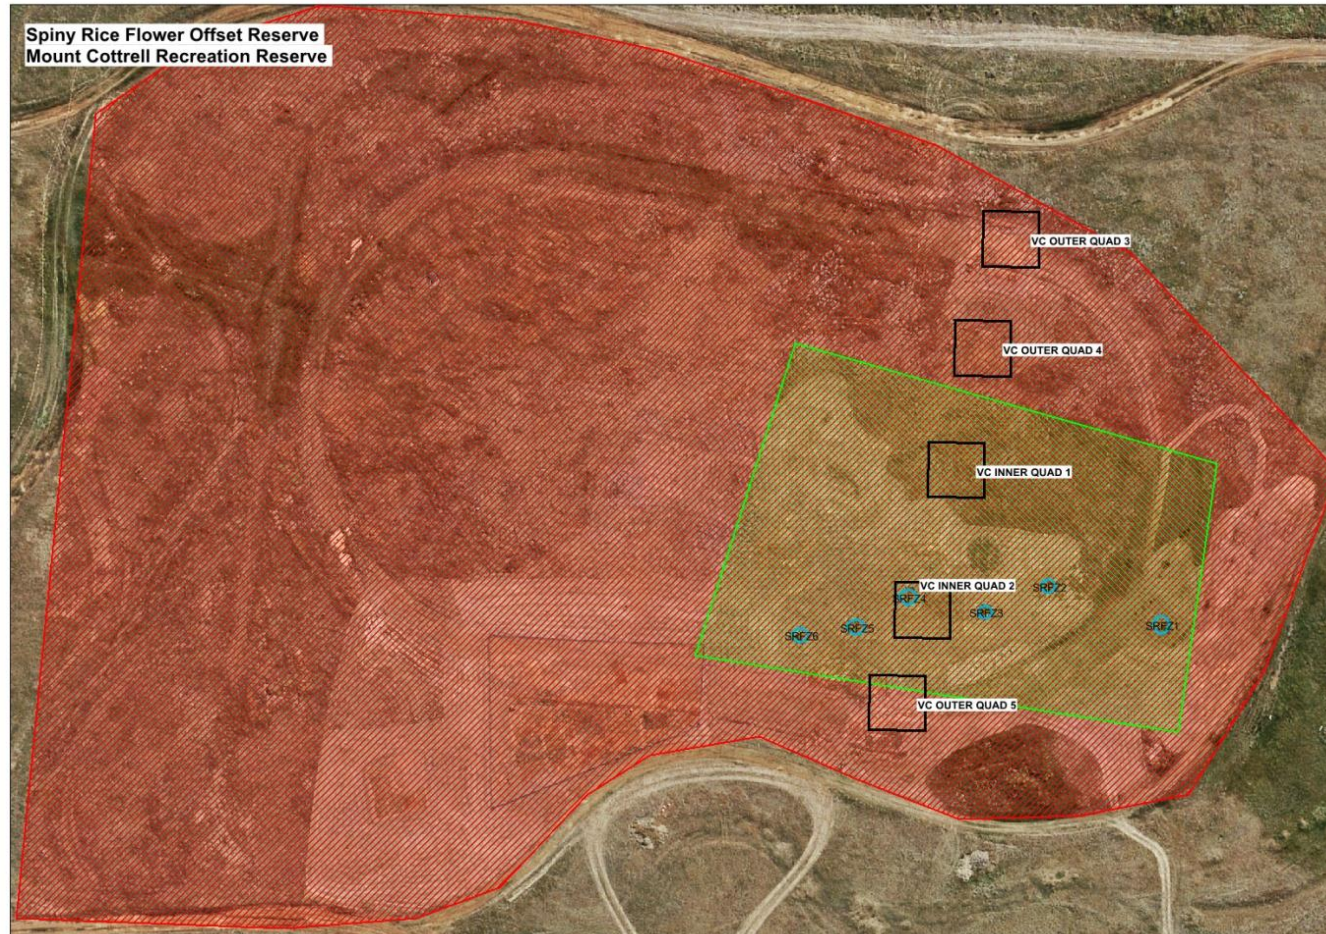 Spiny Rice Flower Offset Reserve
Mount Cottrell Recreation Reserve
VC OUTER QUAD 3
VC OUTER QUAD 4
VC INNER QUAD 1
VC INNER QUAD 2
SRFZ2
SRFZ4
SRFZ3
SRFZ1
SRFZ5
SRFZ6
VC OUTER QUAD 5